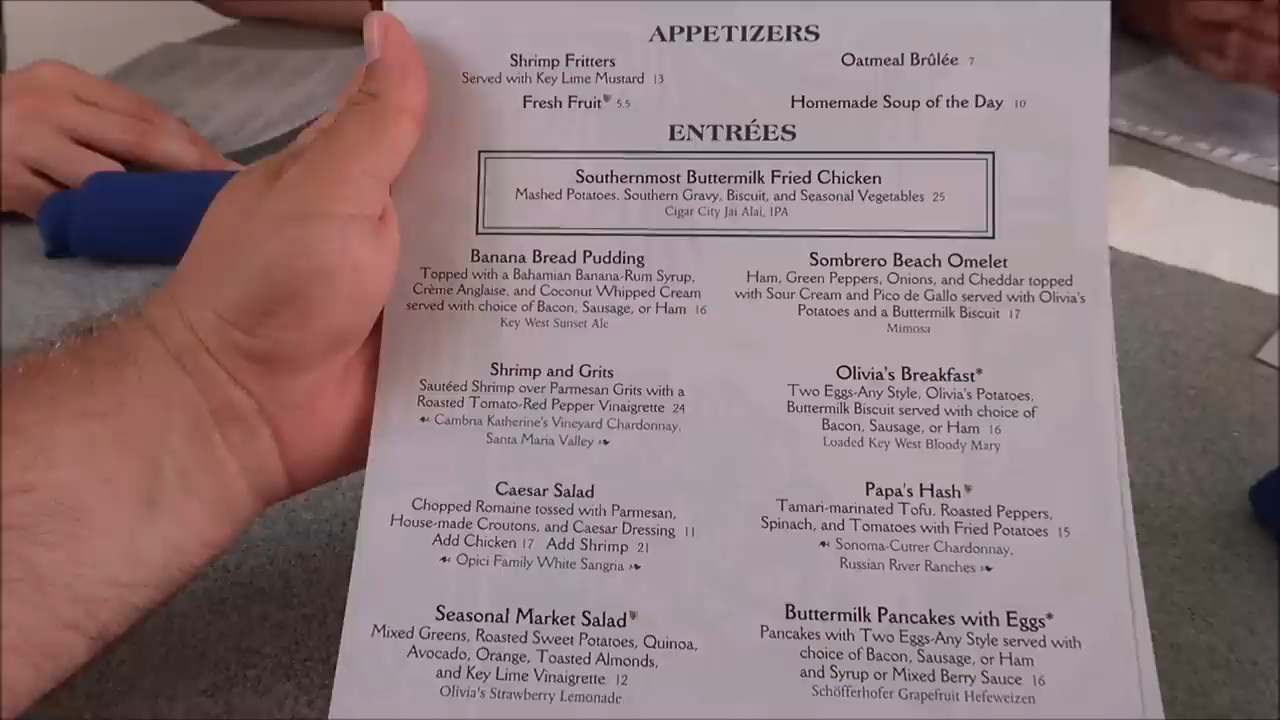 APPETIZERS
Shrimp Fritters
Served with Key Lime Mustard 13
Fresh Fruit 5.5
Oatmeal Brûlée 7
Homemade Soup of the Day 10
ENTRÉES
Southernmost Buttermilk Fried Chicken
Mashed Potatoes, Southern Gravy, Biscuit, and Seasonal Vegetables 25
Cigar City Jai Alai, IPA
Banana Bread Pudding
Topped with a Bahamian Banana-Rum Syrup,
Crème Anglaise, and Coconut Whipped Cream
served with choice of Bacon, Sausage, or Ham 16
Key West Sunset Ale
Shrimp and Grits
Sautéed Shrimp over Parmesan Grits with a
Roasted Tomato-Red Pepper Vinaigrette 24
Cambria Katherine's Vineyard Chardonnay,
Santa Maria Valley
Caesar Salad
Chopped Romaine tossed with Parmesan,
House-made Croutons, and Caesar Dressing 11
Add Chicken 17 Add Shrimp 21
Opici Family White Sangria
Seasonal Market Salad
Mixed Greens, Roasted Sweet Potatoes, Quinoa,
Avocado, Orange, Toasted Almonds,
and Key Lime Vinaigrette 12
Olivia's Strawberry Lemonade
Sombrero Beach Omelet
Ham, Green Peppers, Onions, and Cheddar topped
with Sour Cream and Pico de Gallo served with Olivia's
Potatoes and a Buttermilk Biscuit 17
Mimosa
Olivia's Breakfast*
Two Eggs-Any Style, Olivia's Potatoes,
Buttermilk Biscuit served with choice of
Bacon, Sausage, or Ham 16
Loaded Key West Bloody Mary
Papa's Hash
Tamari-marinated Tofu, Roasted Peppers,
Spinach, and Tomatoes with Fried Potatoes 15
Sonoma-Cutrer Chardonnay,
Russian River Ranches
Buttermilk Pancakes with Eggs*
Pancakes with Two Eggs-Any Style served with
choice of Bacon, Sausage, or Ham
and Syrup or Mixed Berry Sauce 16
Schöfferhofer Grapefruit Hefeweizen